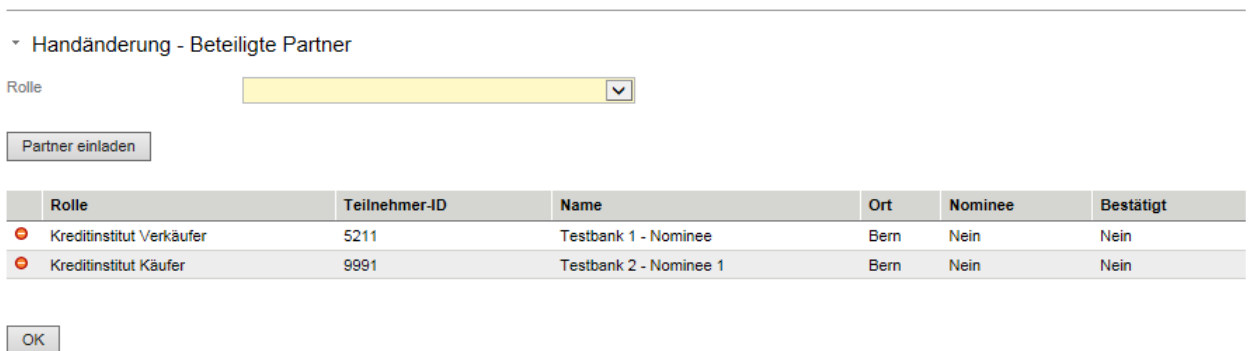 Handänderung - Beteiligte Partner
Rolle
Partner einladen
Rolle Teilnehmer-ID Name Ort Nominee Bestätigt
Kreditinstitut Verkäufer 5211 Testbank 1 - Nominee Bern Nein Nein
Kreditinstitut Käufer 9991 Testbank 2 - Nominee 1 Bern Nein Nein
OK